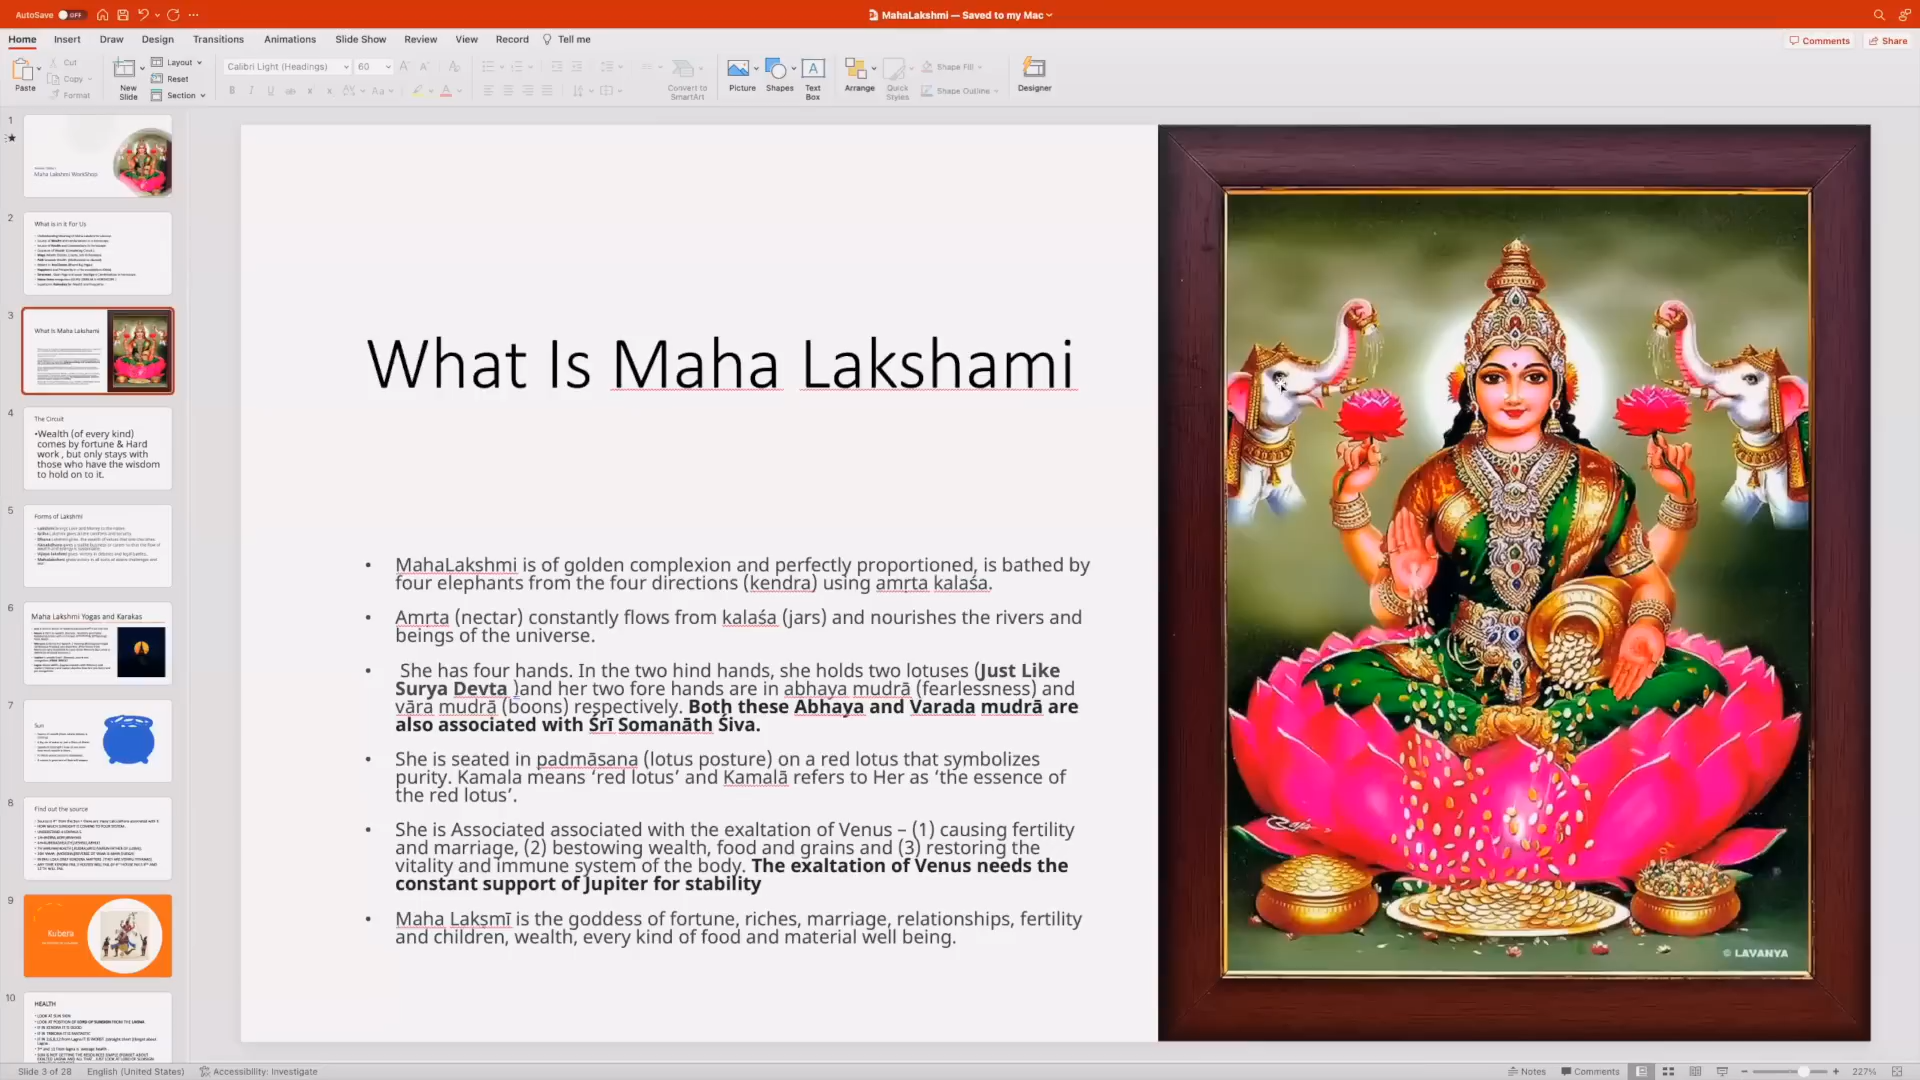 AutoSave OFF
MahaLakshmi — Saved to my Mac
Home Insert Draw Design Transitions Animations Slide Show Review View Record Tell me
Comments Share
Paste
Cut
Copy
Format
New Slide
Layout
Reset
Section
Calibri Light (Headings) 60
Convert to SmartArt
Picture
Shapes
Text Box
Arrange
Quick Styles
Shape Fill
Shape Outline
Designer
1
Maha Lakshmi WorkShop
2
What is in it For Us
3
What Is Maha Lakshami
4
The Circuit
•Wealth (of every kind)
comes by fortune & Hard
work , but only stays with
those who have the wisdom
to hold on to it.
5
Forms of Lakshmi
6
Maha Lakshmi Yogas and Karakas
7
Sun
8
Find out the source
9
Kubera
10
HEALTH
What Is Maha Lakshami
• MahaLakshmi is of golden complexion and perfectly proportioned, is bathed by
four elephants from the four directions (kendra) using amṛta kalaśa.
• Amṛta (nectar) constantly flows from kalaśa (jars) and nourishes the rivers and
beings of the universe.
• She has four hands. In the two hind hands, she holds two lotuses (Just Like
Surya Devta )and her two fore hands are in abhaya mudrā (fearlessness) and
vāra mudrā (boons) respectively. Both these Abhaya and Varada mudrā are
also associated with Śrī Somanāth Śiva.
• She is seated in padmāsana (lotus posture) on a red lotus that symbolizes
purity. Kamala means ‘red lotus’ and Kamalā refers to Her as ‘the essence of
the red lotus’.
• She is Associated associated with the exaltation of Venus – (1) causing fertility
and marriage, (2) bestowing wealth, food and grains and (3) restoring the
vitality and immune system of the body. The exaltation of Venus needs the
constant support of Jupiter for stability
• Maha Lakṣmī is the goddess of fortune, riches, marriage, relationships, fertility
and children, wealth, every kind of food and material well being.
© LAVANYA
Slide 3 of 28 English (United States) Accessibility: Investigate
Notes Comments 227%